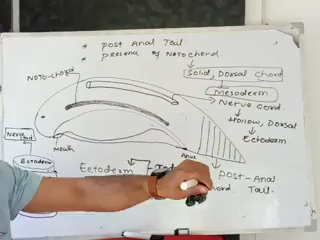 * Post Anal Tail.
* Presence of Notochord.
Noto-chord
Solid, Dorsal Chord
Mesoderm
Nerve Cord.
Hollow, Dorsal
Ectoderm
Nerve
Ectoderm
Mouth
Anus
Ectoderm
Post-Anal
Tail.